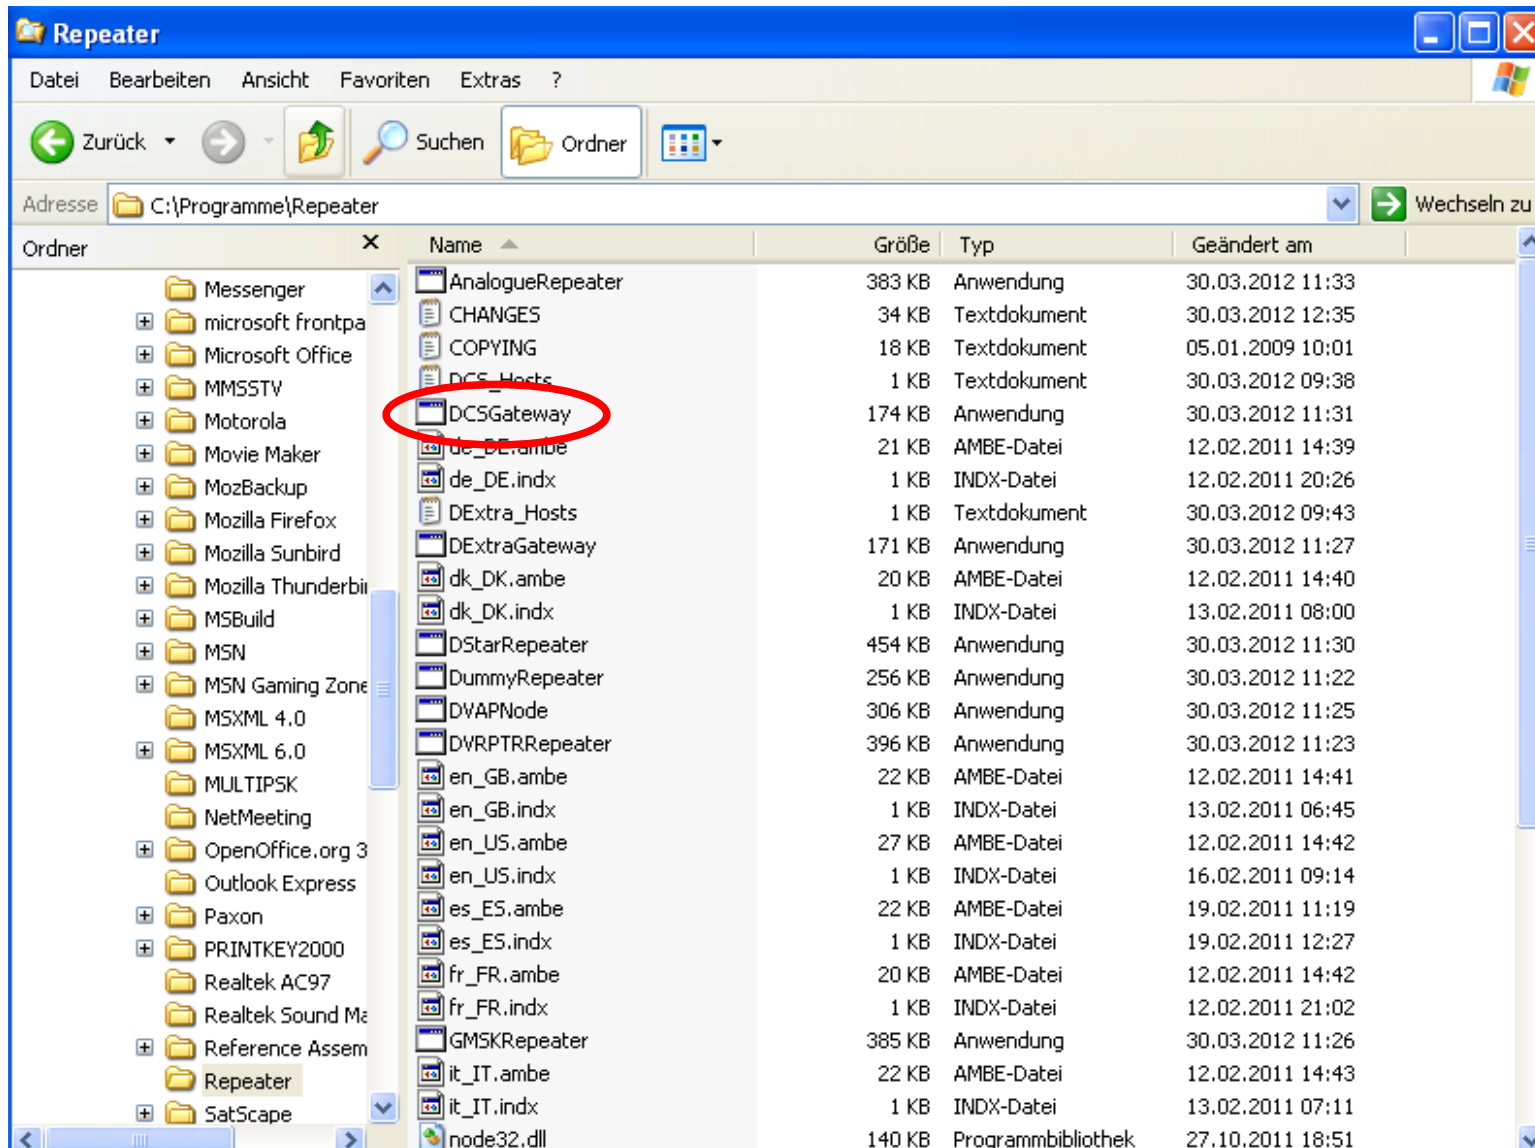 Repeater
Datei Bearbeiten Ansicht Favoriten Extras ?
Zurück Suchen Ordner
Adresse C:\Programme\Repeater Wechseln zu
Ordner
Messenger
microsoft frontpa
Microsoft Office
MMSSTV
Motorola
Movie Maker
MozBackup
Mozilla Firefox
Mozilla Sunbird
Mozilla Thunderbir
MSBuild
MSN
MSN Gaming Zone
MSXML 4.0
MSXML 6.0
MULTIPSK
NetMeeting
OpenOffice.org 3
Outlook Express
Paxon
PRINTKEY2000
Realtek AC97
Realtek Sound Ma
Reference Assem
Repeater
SatScape
Name Größe Typ Geändert am
AnalogueRepeater 383 KB Anwendung 30.03.2012 11:33
CHANGES 34 KB Textdokument 30.03.2012 12:35
COPYING 18 KB Textdokument 05.01.2009 10:01
DCS_Hosts 1 KB Textdokument 30.03.2012 09:38
DCSGateway 174 KB Anwendung 30.03.2012 11:31
de_DE.ambe 21 KB AMBE-Datei 12.02.2011 14:39
de_DE.indx 1 KB INDX-Datei 12.02.2011 20:26
DExtra_Hosts 1 KB Textdokument 30.03.2012 09:43
DExtraGateway 171 KB Anwendung 30.03.2012 11:27
dk_DK.ambe 20 KB AMBE-Datei 12.02.2011 14:40
dk_DK.indx 1 KB INDX-Datei 13.02.2011 08:00
DStarRepeater 454 KB Anwendung 30.03.2012 11:30
DummyRepeater 256 KB Anwendung 30.03.2012 11:22
DVAPNode 306 KB Anwendung 30.03.2012 11:25
DVRPTRRepeater 396 KB Anwendung 30.03.2012 11:23
en_GB.ambe 22 KB AMBE-Datei 12.02.2011 14:41
en_GB.indx 1 KB INDX-Datei 13.02.2011 06:45
en_US.ambe 27 KB AMBE-Datei 12.02.2011 14:42
en_US.indx 1 KB INDX-Datei 16.02.2011 09:14
es_ES.ambe 22 KB AMBE-Datei 19.02.2011 11:19
es_ES.indx 1 KB INDX-Datei 19.02.2011 12:27
fr_FR.ambe 20 KB AMBE-Datei 12.02.2011 14:42
fr_FR.indx 1 KB INDX-Datei 12.02.2011 21:02
GMSKRepeater 385 KB Anwendung 30.03.2012 11:26
it_IT.ambe 22 KB AMBE-Datei 12.02.2011 14:43
it_IT.indx 1 KB INDX-Datei 13.02.2011 07:11
node32.dll 140 KB Programmbibliothek 27.10.2011 18:51